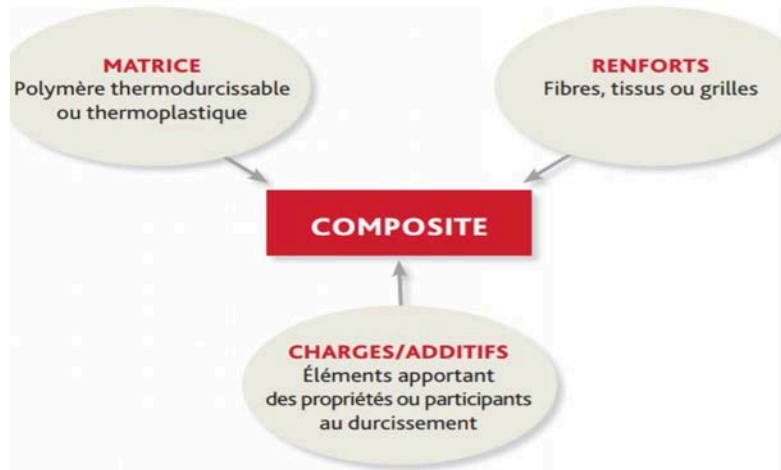 MATRICE
Polymère thermodurcissable
ou thermoplastique
RENFORTS
Fibres, tissus ou grilles
COMPOSITE
CHARGES/ADDITIFS
Éléments apportant
des propriétés ou participants
au durcissement